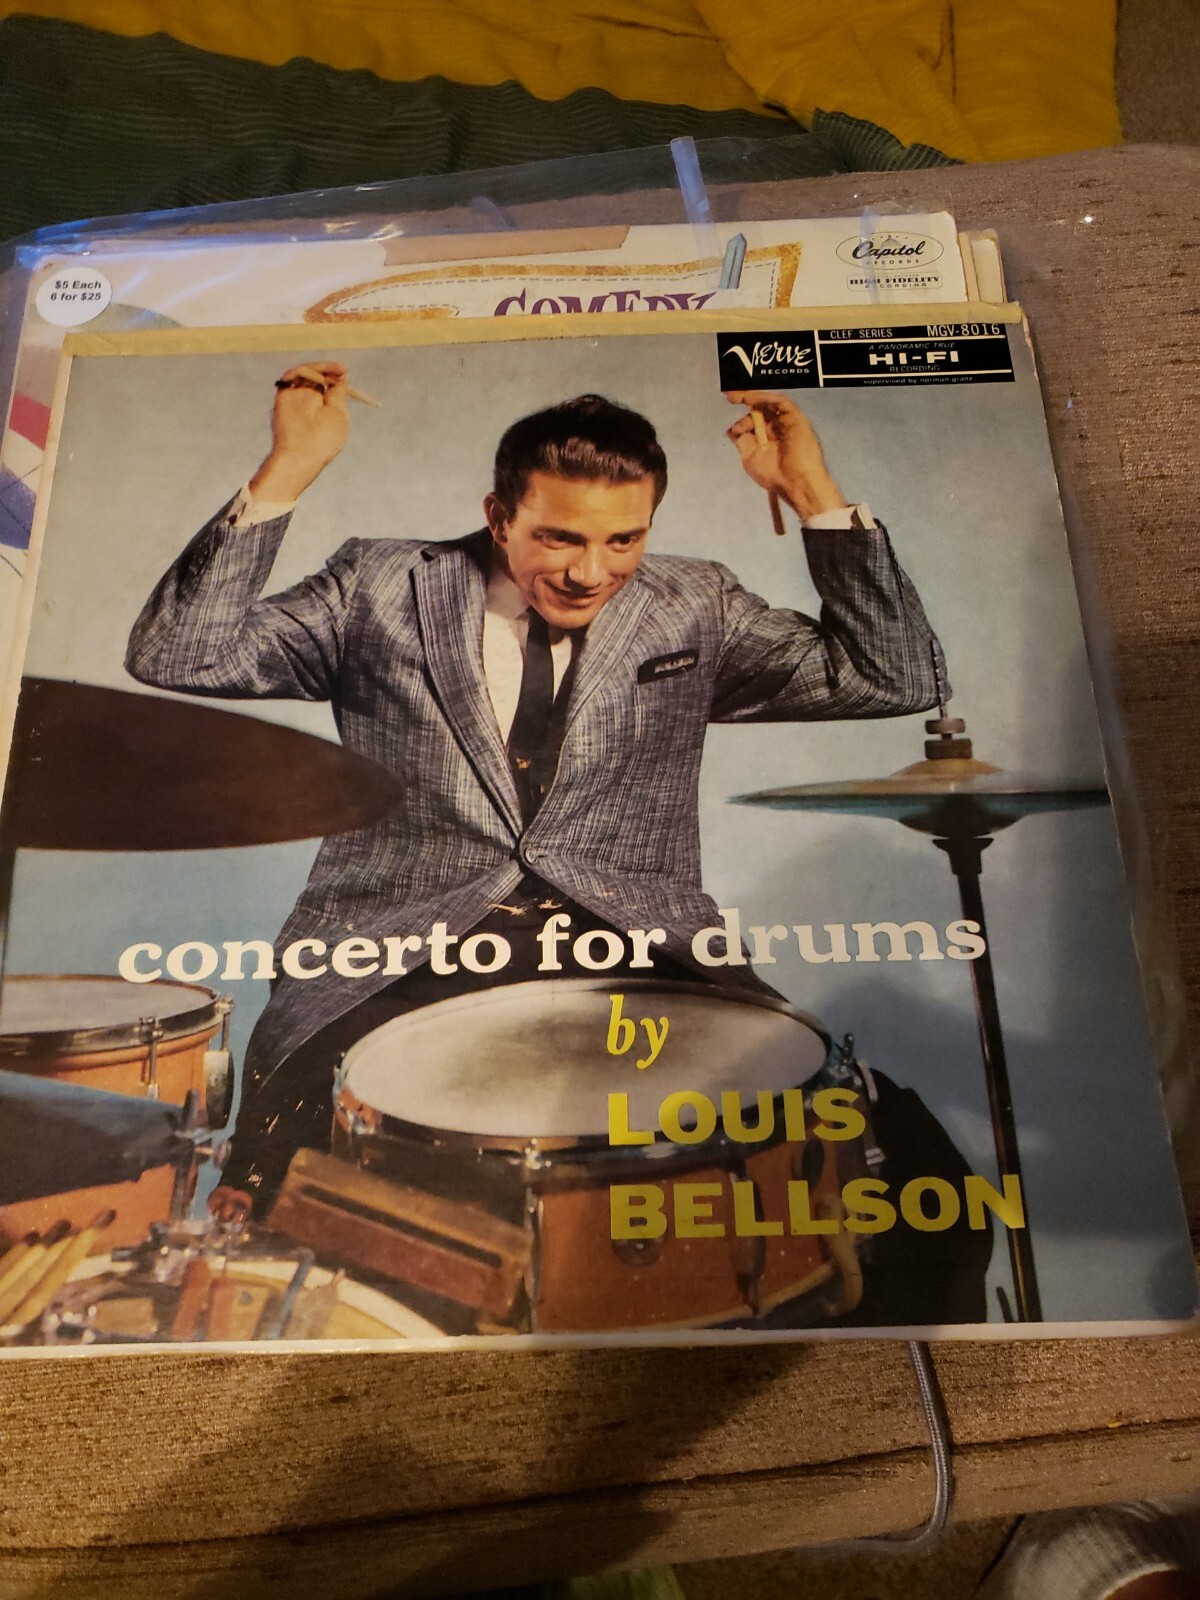 $5 Each
6 for $25
Capitol
RECORDS
HIGH FIDELITY
RECORDING
COMEDY
Verve
RECORDS
CLEF SERIES MGV-8016
A PANORAMIC TRUE
HI-FI
RECORDING
supervised by norman granz
concerto for drums
by
LOUIS
BELLSON